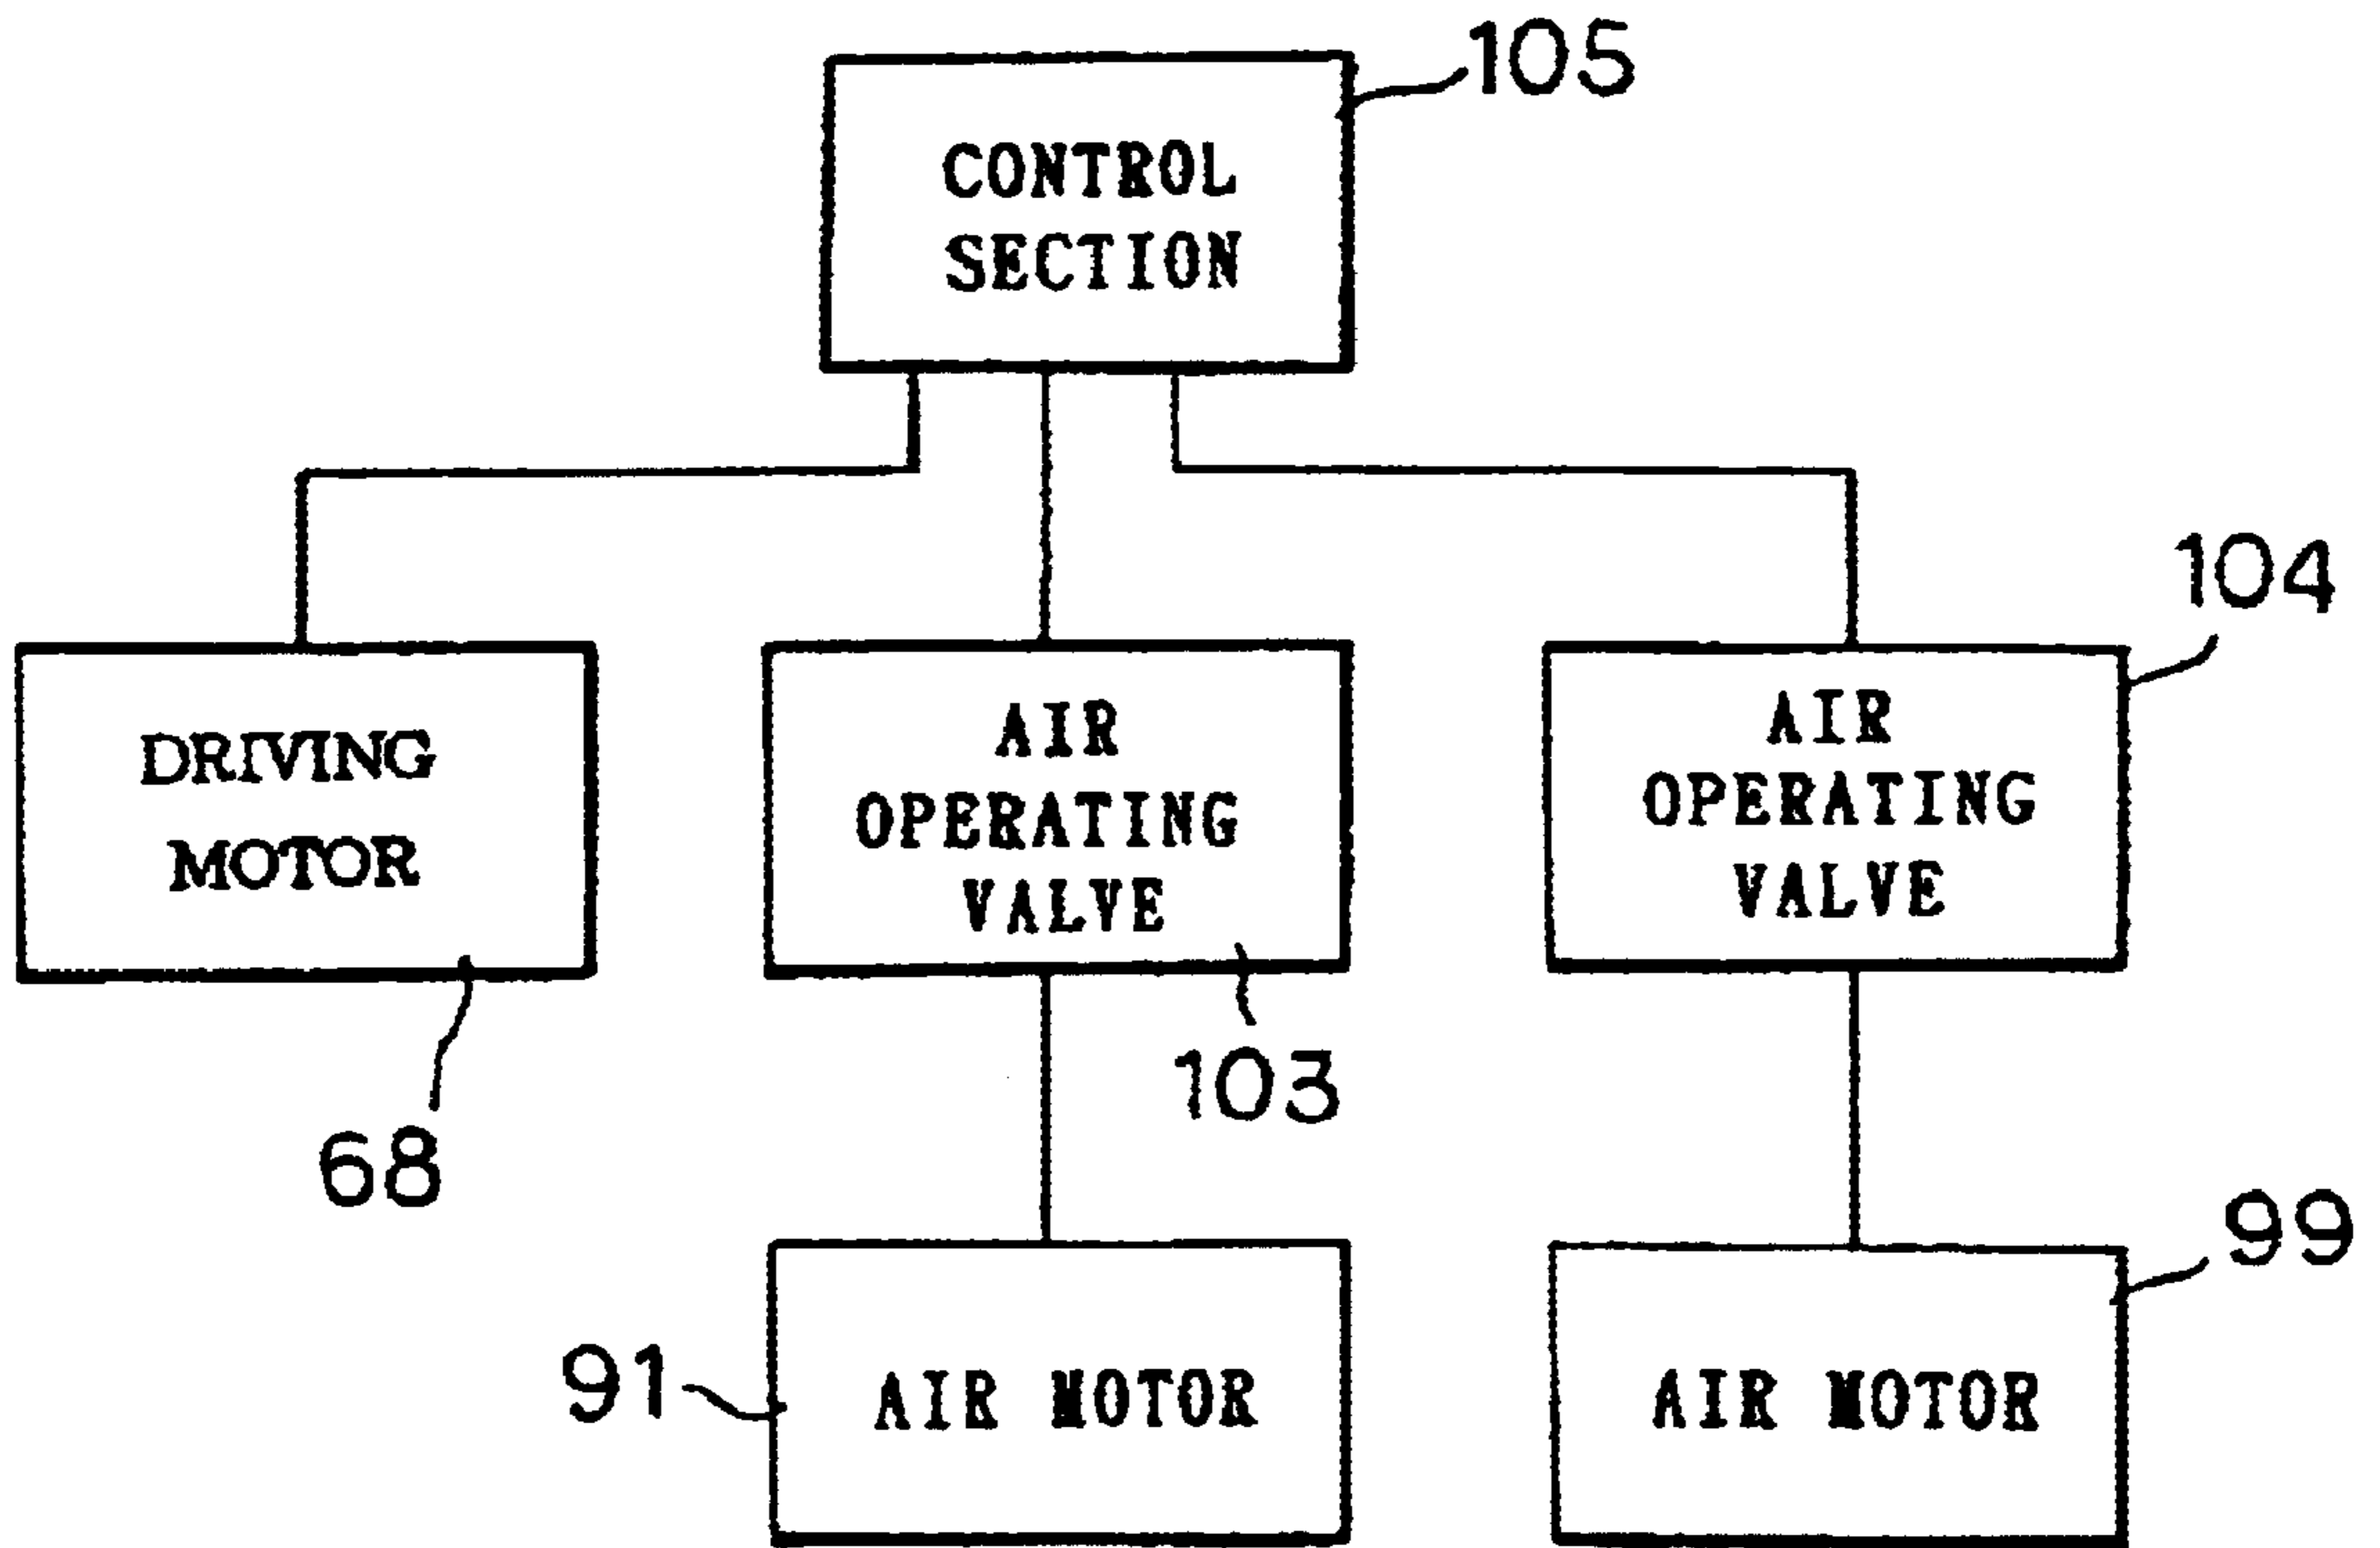 105
CONTROL
SECTION
104
DRIVING
MOTOR
AIR
OPERATING
VALVE
AIR
OPERATING
VALVE
103
68
99
91
AIR MOTOR
AIR MOTOR